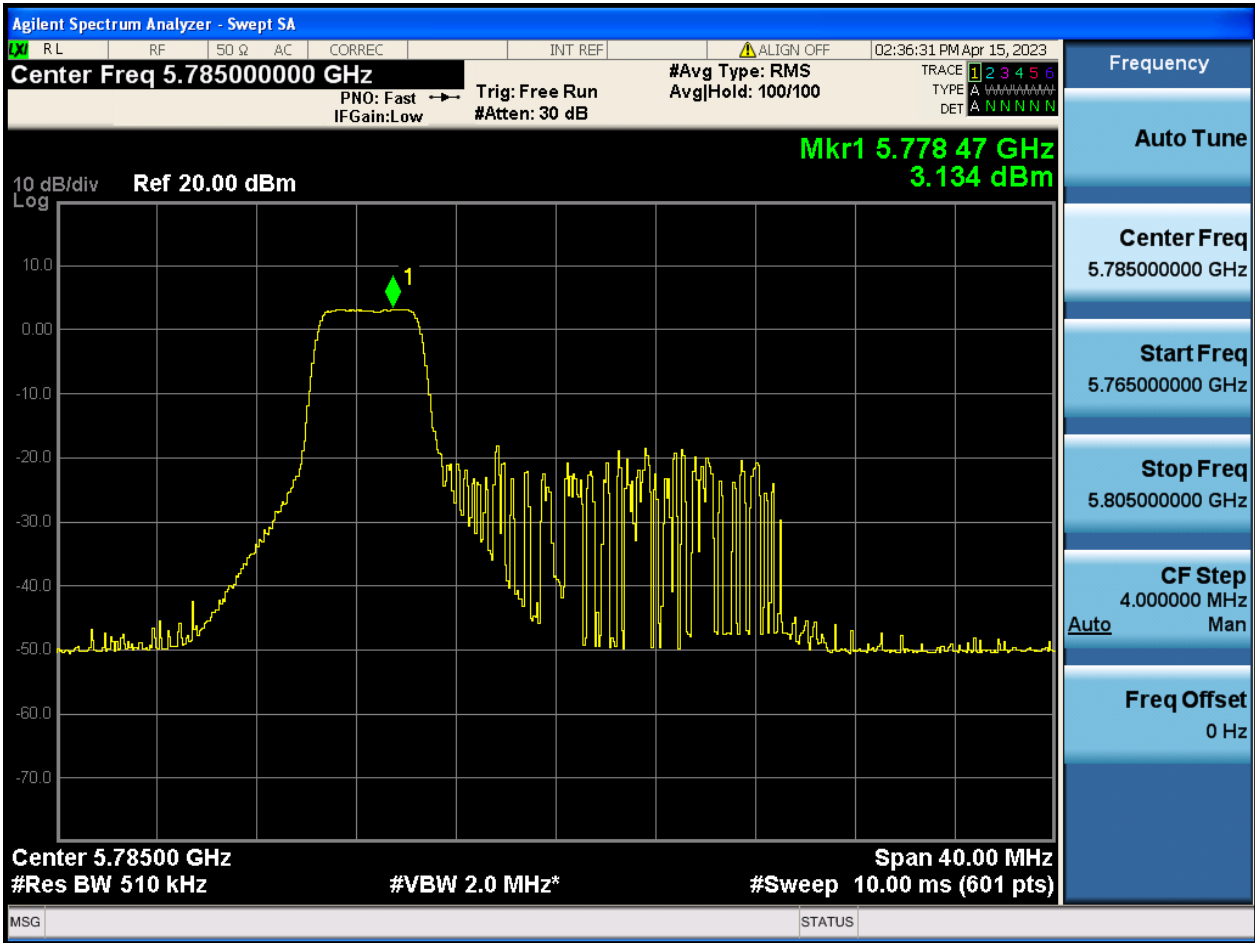 Agilent Spectrum Analyzer - Swept SA
LXI RL RF 50 Ω AC CORREC INT REF ALIGN OFF 02:36:31 PM Apr 15, 2023
Center Freq 5.785000000 GHz
PNO: Fast
IFGain:Low
Trig: Free Run
#Atten: 30 dB
#Avg Type: RMS
Avg|Hold: 100/100
TRACE 1 2 3 4 5 6
TYPE A WWWWW
DET A N N N N N
Mkr1 5.778 47 GHz
3.134 dBm
10 dB/div Ref 20.00 dBm
Log
1
10.0
0.00
-10.0
-20.0
-30.0
-40.0
-50.0
-60.0
-70.0
Center 5.78500 GHz Span 40.00 MHz
#Res BW 510 kHz #VBW 2.0 MHz* #Sweep 10.00 ms (601 pts)
MSG STATUS
Frequency
Auto Tune
Center Freq
5.785000000 GHz
Start Freq
5.765000000 GHz
Stop Freq
5.805000000 GHz
CF Step
4.000000 MHz
Auto Man
Freq Offset
0 Hz